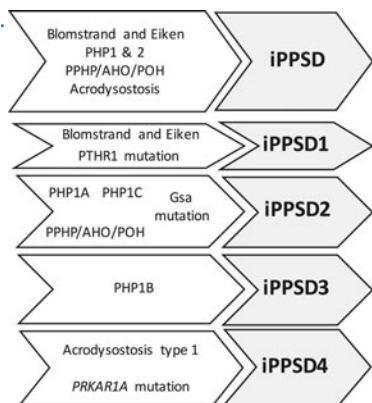 Blomstrand and Eiken
PHP1 & 2
PPHP/AHO/POH
Acrodysostosis
iPPSD
Blomstrand and Eiken
PTHR1 mutation
iPPSD1
PHP1A PHP1C
Gsa
mutation
PPHP/AHO/POH
iPPSD2
PHP1B
iPPSD3
Acrodysostosis type 1
PRKAR1A mutation
iPPSD4